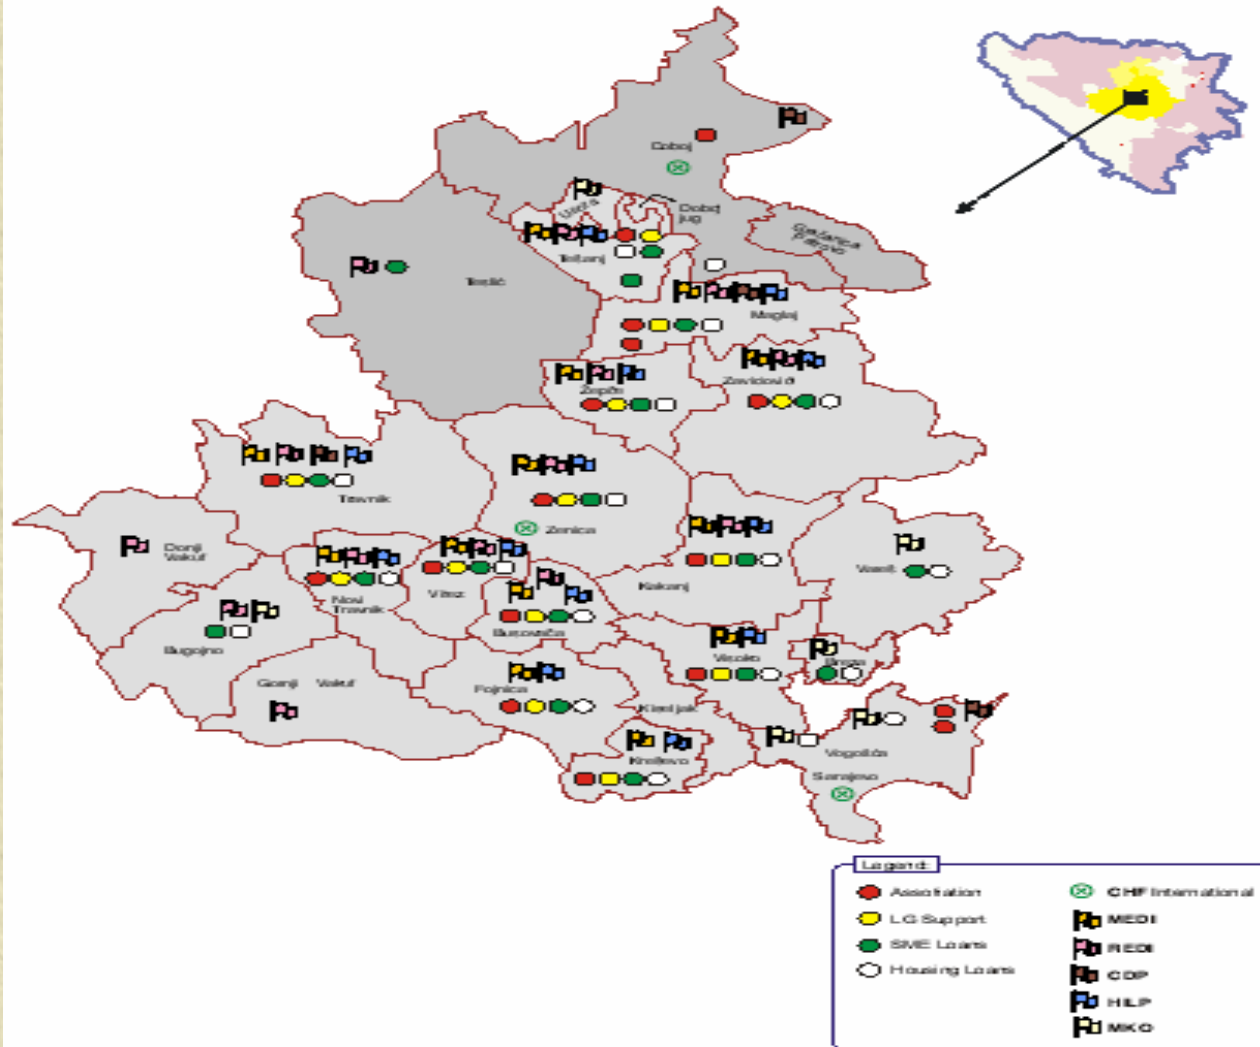 Doboj
Usora
Doboj
jug
Gračanica
Petrovo
Tešanj
Teslić
Maglaj
Zavidovići
Žepče
Travnik
Zenica
Donji
Vakuf
Novi
Travnik
Vitez
Kakanj
Vareš
Busovača
Bugojno
Visoko
Breza
Gornji Vakuf
Fojnica
Kiseljak
Kreševo
Vogošća
Sarajevo
Legend:
Assotiation
LG Support
SME Loans
Housing Loans
CHF International
MEDI
REDI
CDP
HILP
MKO